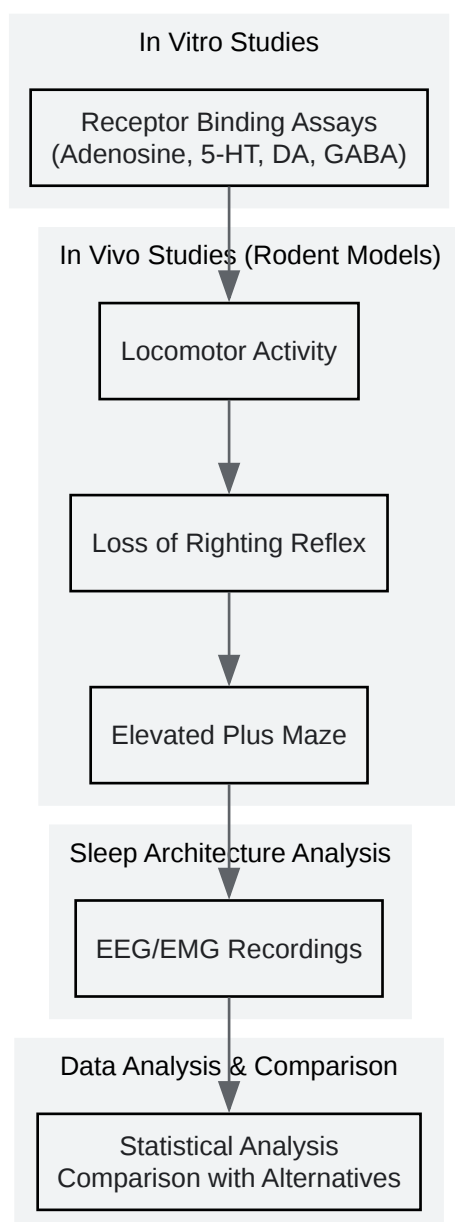 In Vitro Studies
Receptor Binding Assays
(Adenosine, 5-HT, DA, GABA)
In Vivo Studies (Rodent Models)
Locomotor Activity
Loss of Righting Reflex
Elevated Plus Maze
Sleep Architecture Analysis
EEG/EMG Recordings
Data Analysis & Comparison
Statistical Analysis
Comparison with Alternatives